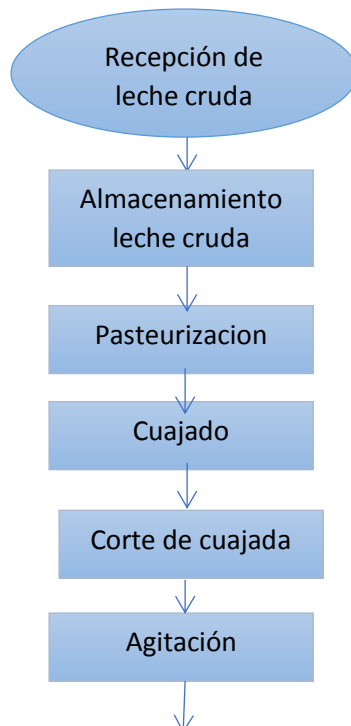 Recepción de
leche cruda
Almacenamiento
leche cruda
Pasteurizacion
Cuajado
Corte de cuajada
Agitación